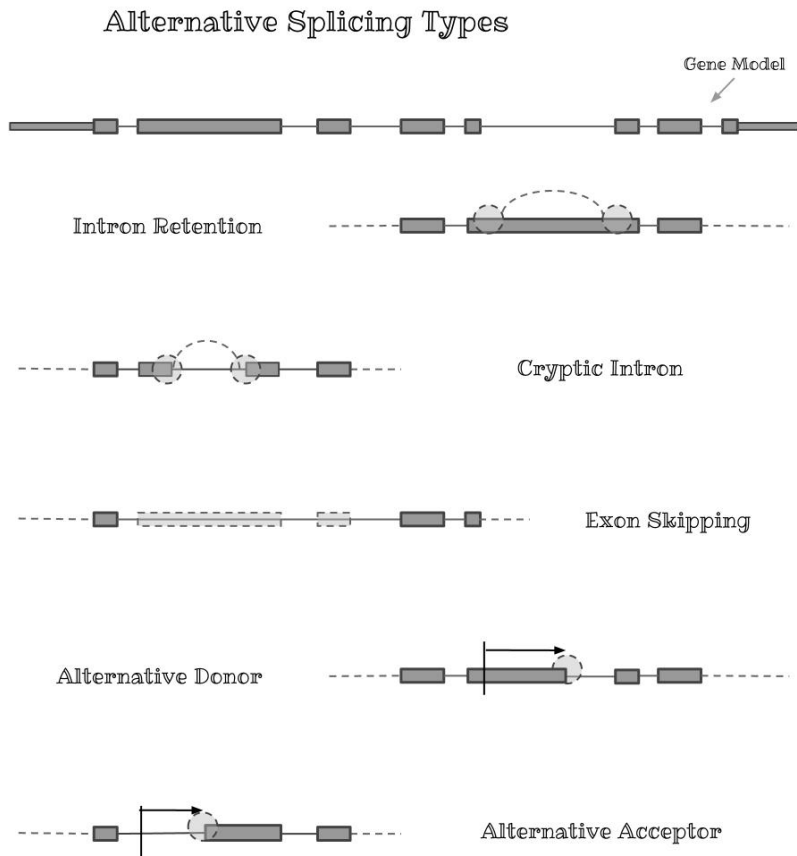 Alternative Splicing Types
Gene Model
Intron Retention
Cryptic Intron
Exon Skipping
Alternative Donor
Alternative Acceptor